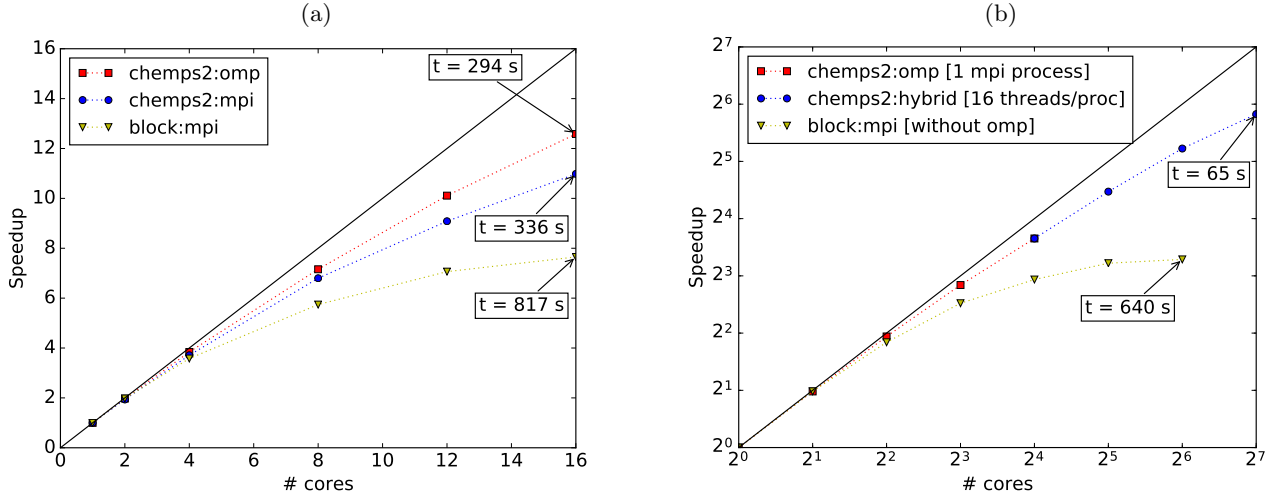 (a)
16
14
12
10
8
6
4
2
0
Speedup
0 2 4 6 8 10 12 14 16
# cores
chemps2:omp
chemps2:mpi
block:mpi
t = 294 s
t = 336 s
t = 817 s
(b)
2⁷
2⁶
2⁵
2⁴
2³
2²
2¹
2⁰
Speedup
2⁰ 2¹ 2² 2³ 2⁴ 2⁵ 2⁶ 2⁷
# cores
chemps2:omp [1 mpi process]
chemps2:hybrid [16 threads/proc]
block:mpi [without omp]
t = 65 s
t = 640 s